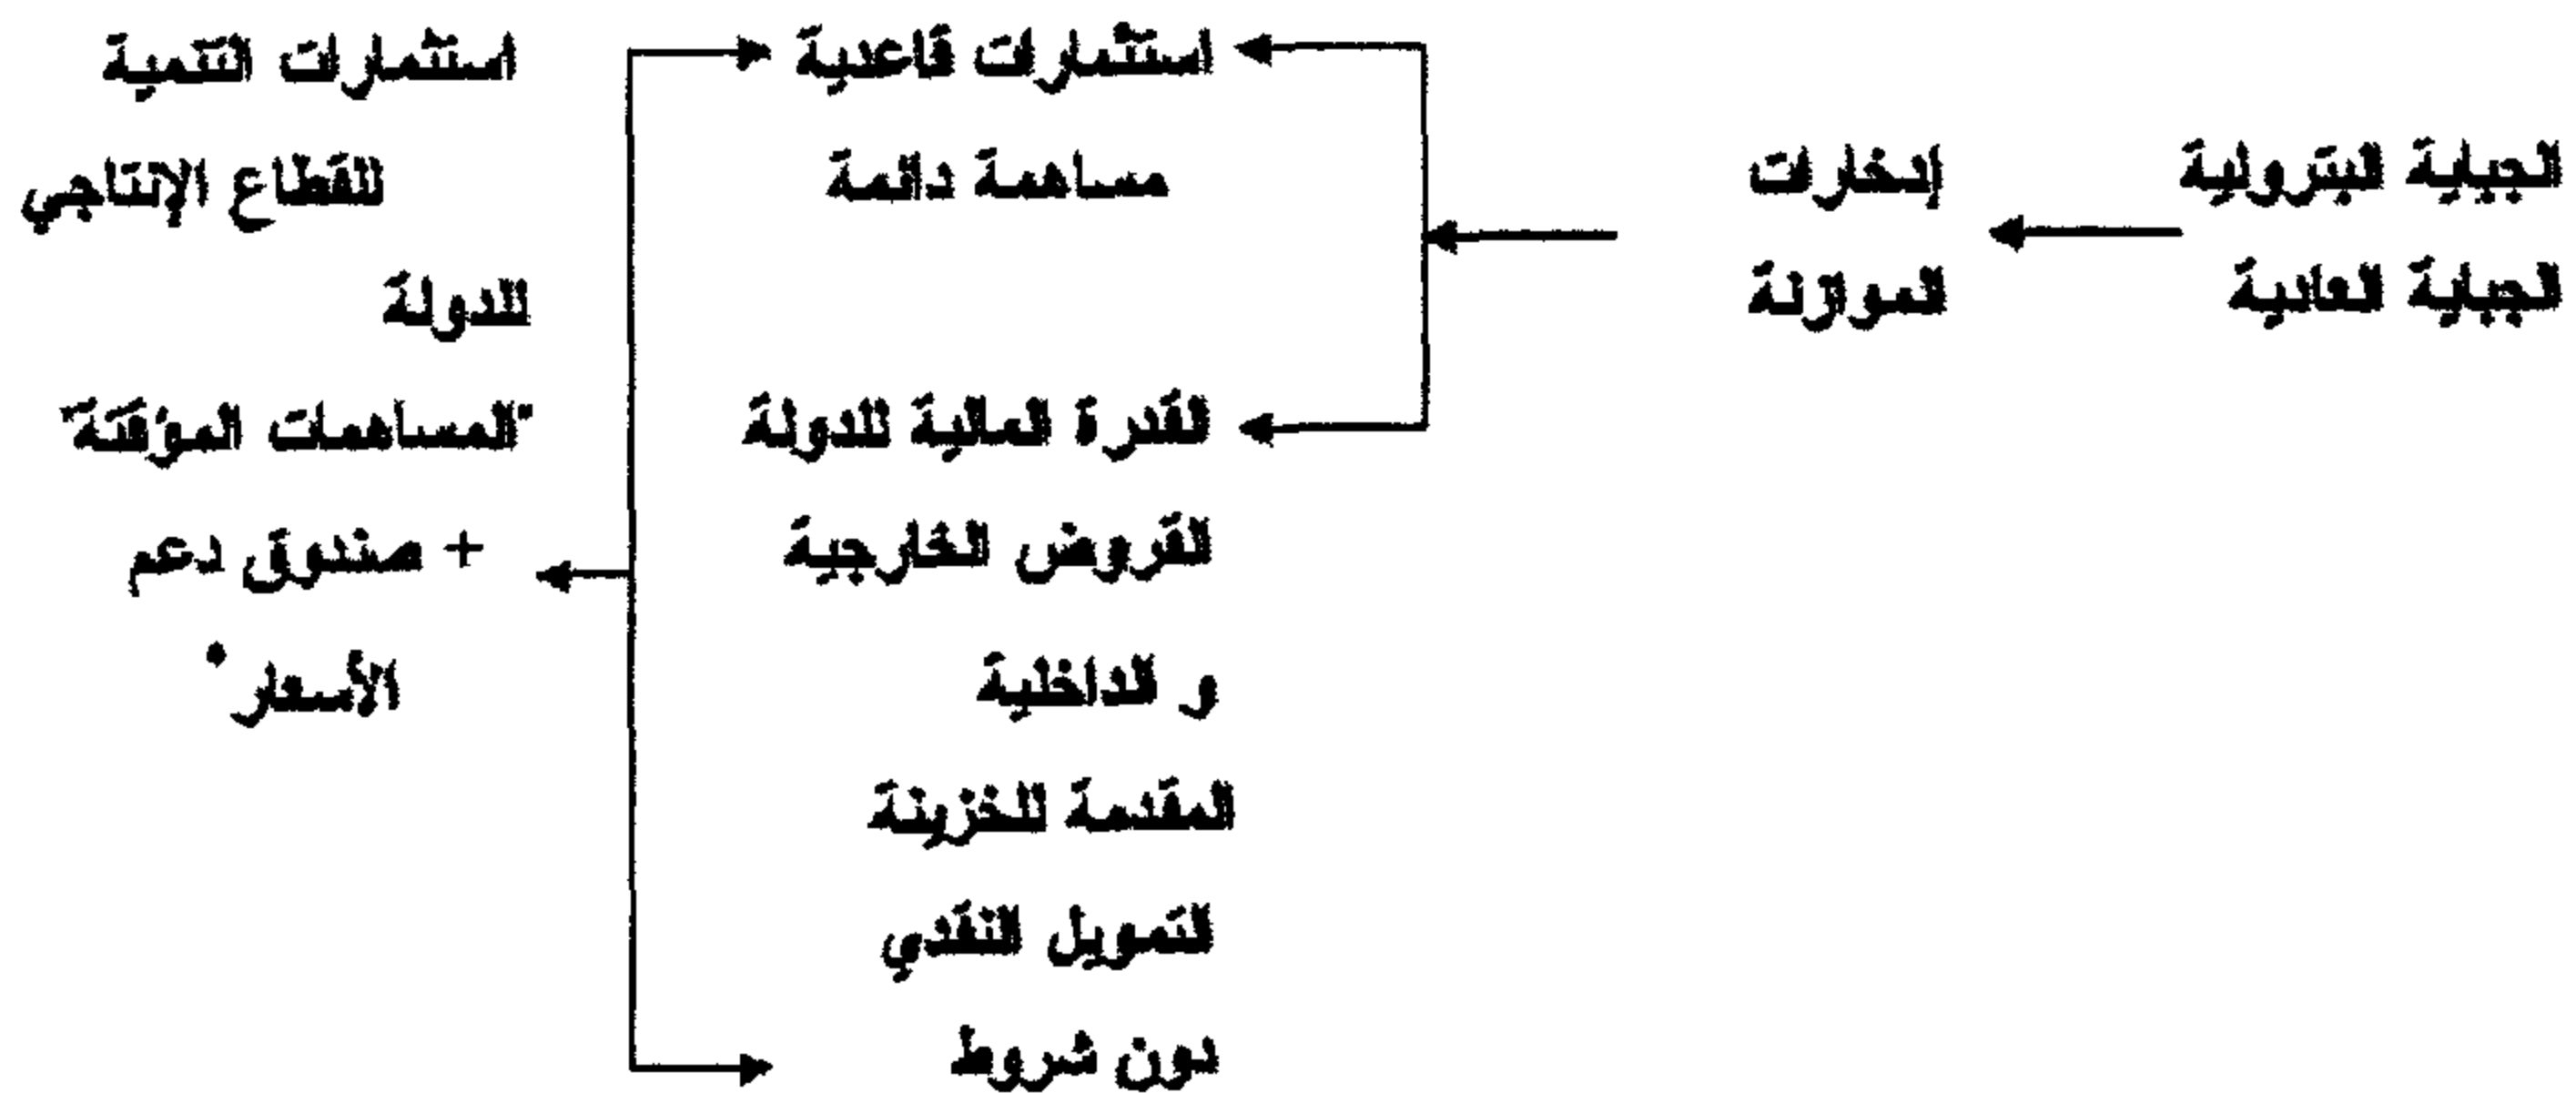 الجباية البترولية
الجباية العادية
إدخارات
الموازنة
استثمارات قاعدية
مساهمة دائمة
القدرة المالية للدولة
القروض الخارجية
و الداخلية
المقدمة للخزينة
التمويل النقدي
دون شروط
استثمارات التنمية
للقطاع الإنتاجي
للدولة
"المساهمات المؤقتة"
+ صندوق دعم
الأسعار *